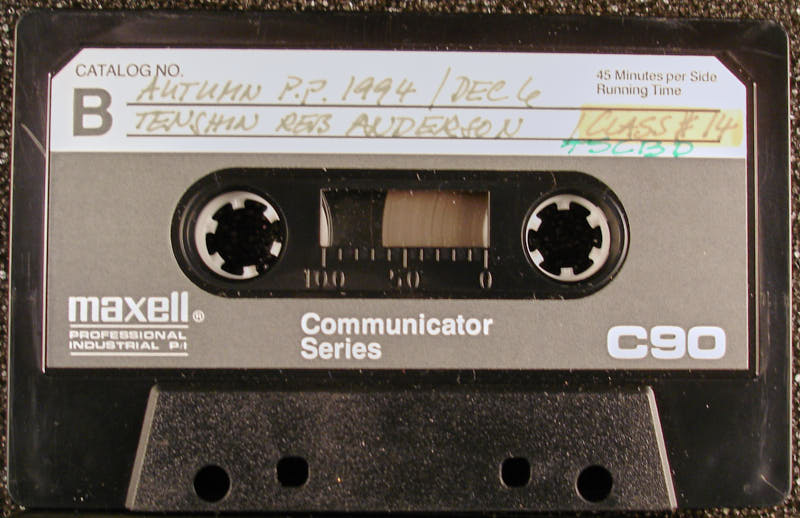 CATALOG NO.
45 Minutes per Side
Running Time
B
AUTUMN P.P. 1994 / DEC 6
TENSHIN REB ANDERSON
CLASS # 14
100 50 0
maxell®
PROFESSIONAL
INDUSTRIAL P/I
Communicator
Series
C90